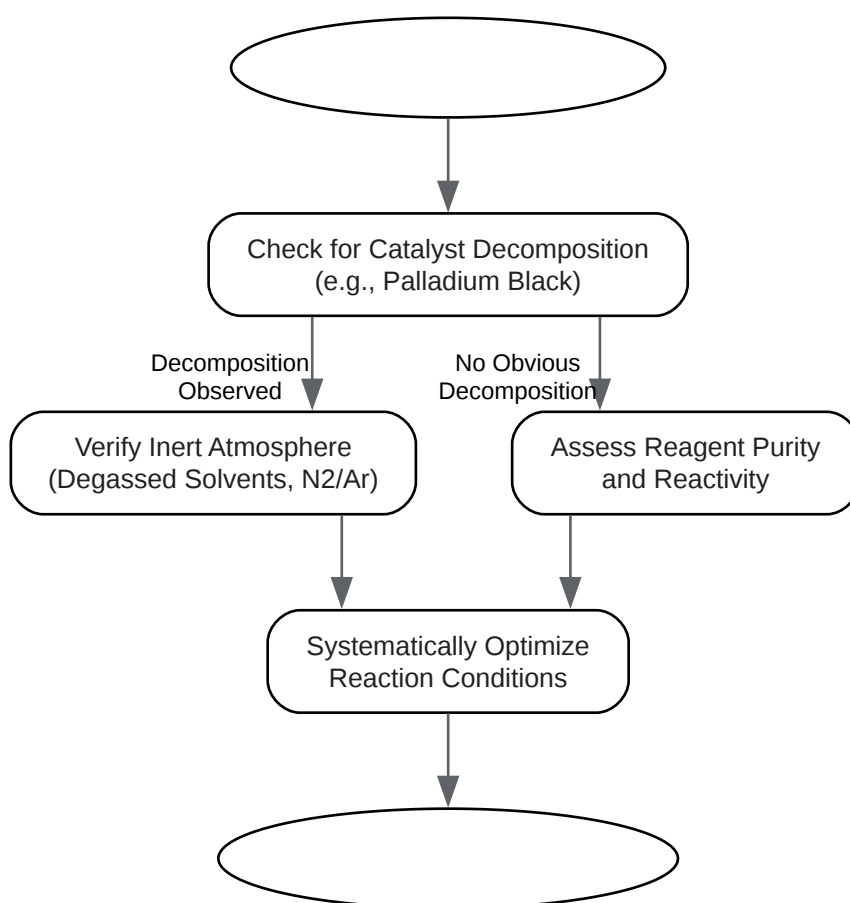 Check for Catalyst Decomposition
(e.g., Palladium Black)
Decomposition
Observed
No Obvious
Decomposition
Verify Inert Atmosphere
(Degassed Solvents, N2/Ar)
Assess Reagent Purity
and Reactivity
Systematically Optimize
Reaction Conditions